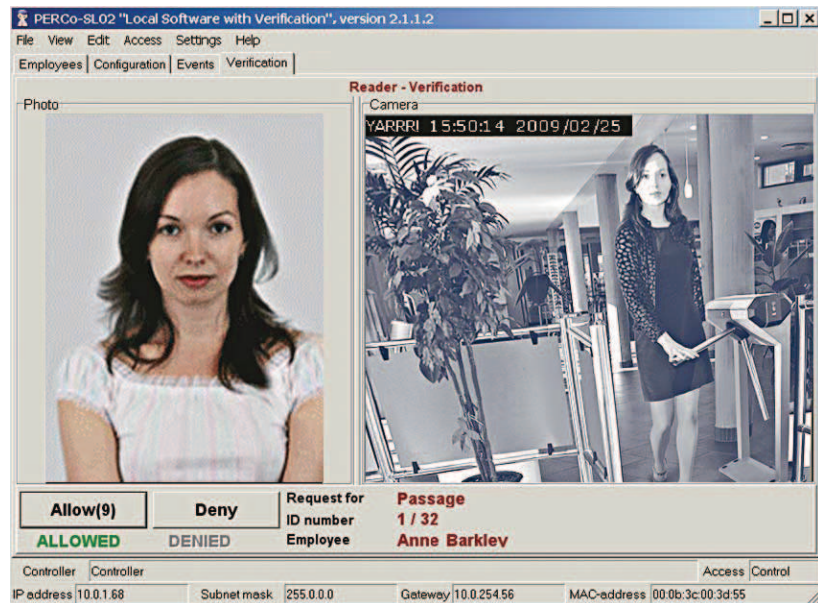 PERCo-SL02 "Local Software with Verification", version 2.1.1.2
File View Edit Access Settings Help
Employees Configuration Events Verification
Reader - Verification
Photo
Camera
YARRR! 15:50:14 2009/02/25
Allow(9) Deny
ALLOWED DENIED
Request for Passage
ID number 1 / 32
Employee Anne Barkley
Controller Controller Access Control
IP address 10.0.1.68 Subnet mask 255.0.0.0 Gateway 10.0.254.56 MAC-address 00:0b:3c:00:3d:55